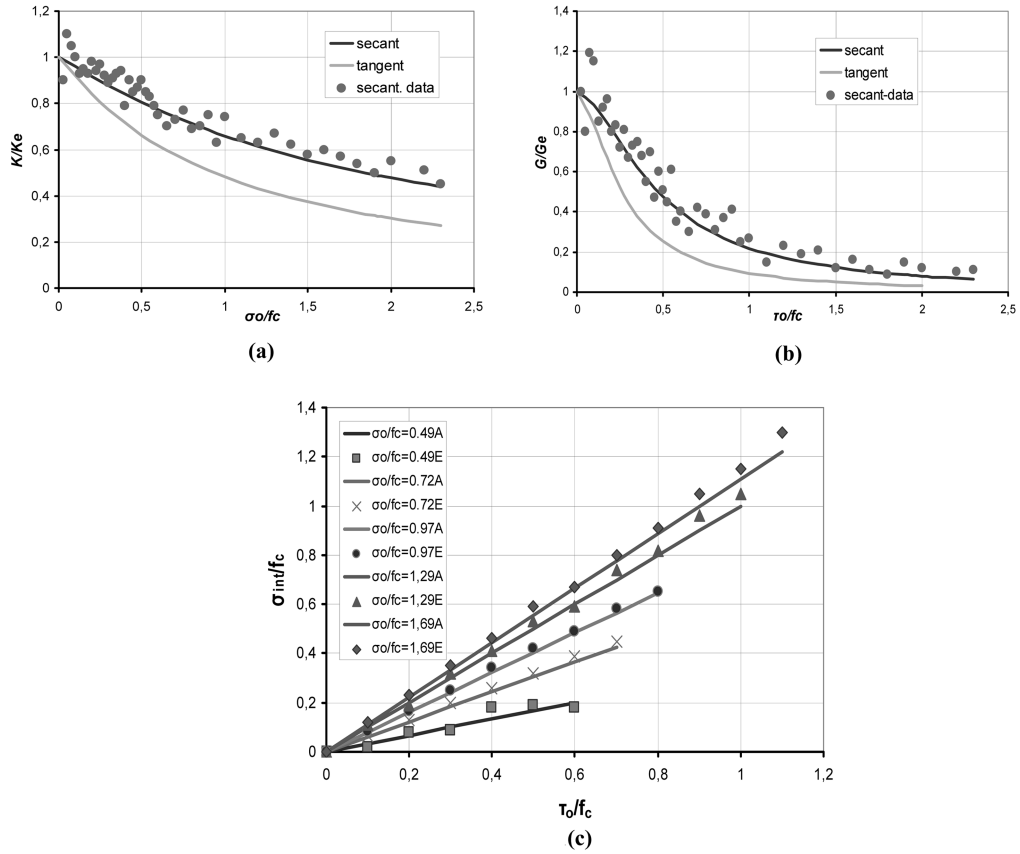 1,2
1
0,8
0,6
0,4
0,2
0
K/Ke
secant
tangent
secant. data
0 0,5 1 1,5 2 2,5
σo/fc
(a)
1,4
1,2
1
0,8
0,6
0,4
0,2
0
G/Ge
secant
tangent
secant-data
0 0,5 1 1,5 2 2,5
τo/fc
(b)
1,4
1,2
1
0,8
0,6
0,4
0,2
0
σint/fc
σo/fc=0.49A
σo/fc=0.49E
σo/fc=0.72A
σo/fc=0.72E
σo/fc=0.97A
σo/fc=0.97E
σo/fc=1,29A
σo/fc=1,29E
σo/fc=1,69A
σo/fc=1,69E
0 0,2 0,4 0,6 0,8 1 1,2
τo/fc
(c)